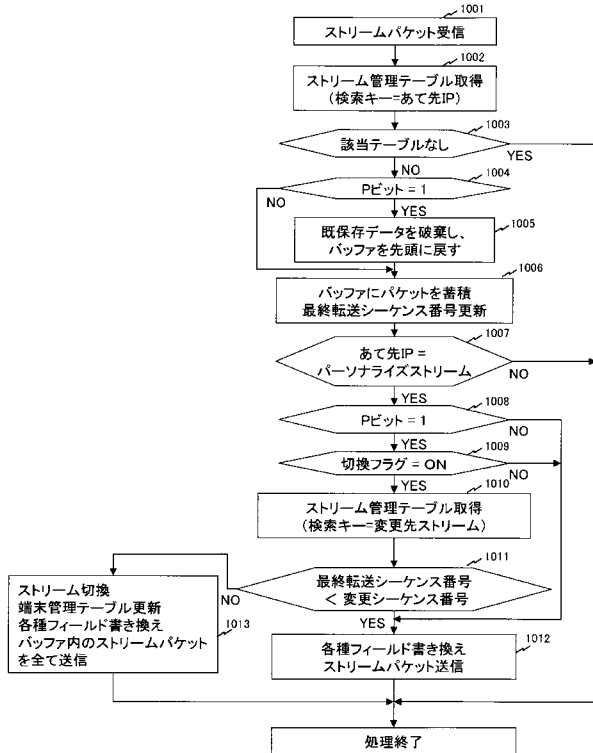 1001
ストリームパケット受信
1002
ストリーム管理テーブル取得
(検索キー=あて先IP)
1003
該当テーブルなし
YES
NO
1004
Pビット = 1
NO
YES
1005
既保存データを破棄し、
バッファを先頭に戻す
1006
バッファにパケットを蓄積
最終転送シーケンス番号更新
1007
あて先IP =
パーソナライズストリーム
NO
YES
1008
Pビット = 1
NO
YES
1009
切換フラグ = ON
NO
YES
1010
ストリーム管理テーブル取得
(検索キー=変更先ストリーム)
1011
最終転送シーケンス番号
< 変更シーケンス番号
NO
YES
ストリーム切換
端末管理テーブル更新
各種フィールド書き換え
バッファ内のストリームパケット
を全て送信
1013
1012
各種フィールド書き換え
ストリームパケット送信
処理終了